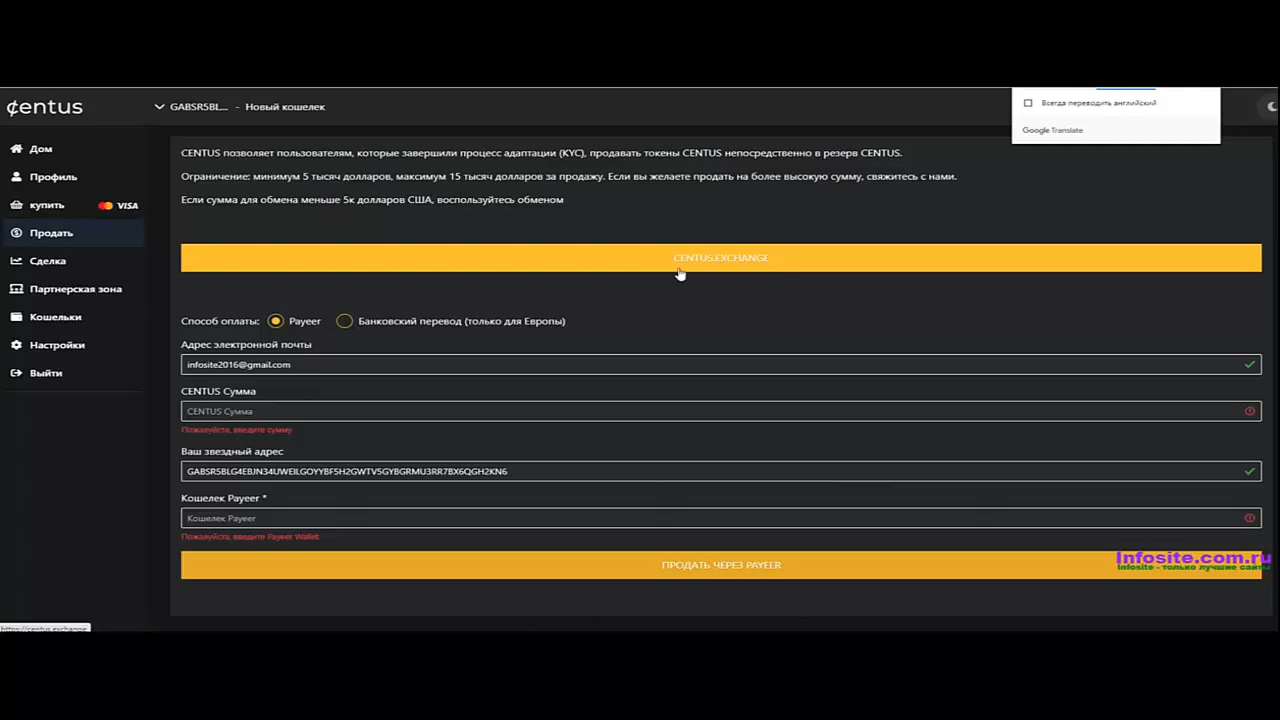 ¢entus
GABSR5BL... - Новый кошелек
Всегда переводить английский
Google Translate
Дом
Профиль
купить VISA
Продать
Сделка
Партнерская зона
Кошельки
Настройки
Выйти
CENTUS позволяет пользователям, которые завершили процесс адаптации (KYC), продавать токены CENTUS непосредственно в резерв CENTUS.
Ограничение: минимум 5 тысяч долларов, максимум 15 тысяч долларов за продажу. Если вы желаете продать на более высокую сумму, свяжитесь с нами.
Если сумма для обмена меньше 5к долларов США, воспользуйтесь обменом
CENTUS.EXCHANGE
Способ оплаты: Payeer Банковский перевод (только для Европы)
Адрес электронной почты
infosite2016@gmail.com
CENTUS Сумма
CENTUS Сумма
Пожалуйста, введите сумму
Ваш звездный адрес
GABSR5BLG4EBJN34UWEILGOYYBF5H2GWTV5GYBGRMU3RR7BX6QGH2KN6
Кошелек Payeer *
Кошелек Payeer
Пожалуйста, введите Payeer Wallet
ПРОДАТЬ ЧЕРЕЗ PAYEER
Infosite.com.ru
Infosite - только лучшие сайты
https://centus.exchange